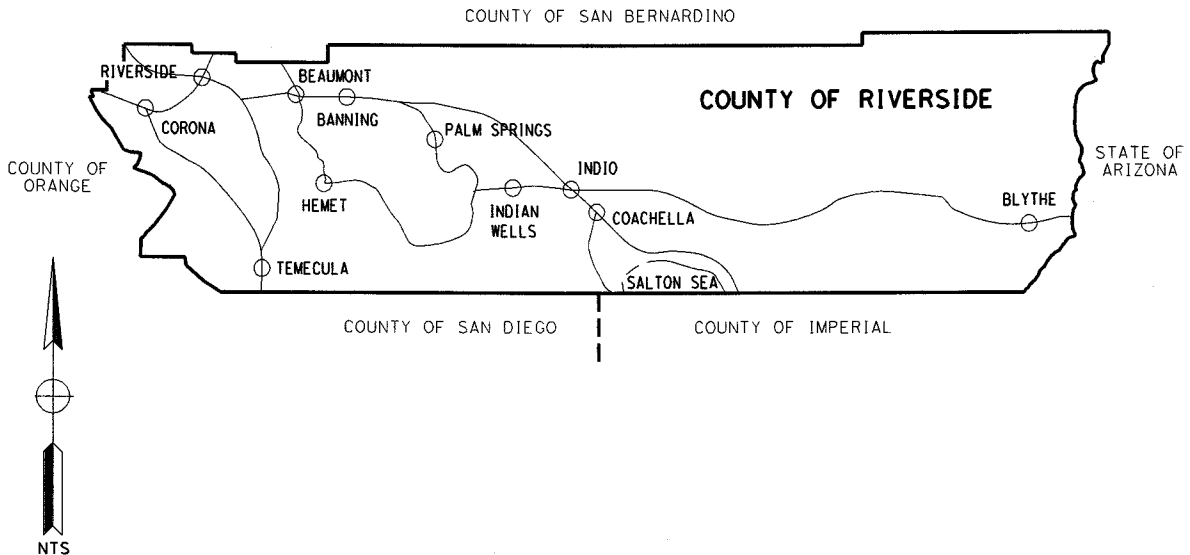 COUNTY OF SAN BERNARDINO
RIVERSIDE
BEAUMONT
COUNTY OF RIVERSIDE
CORONA
BANNING
PALM SPRINGS
COUNTY OF
ORANGE
STATE OF
ARIZONA
INDIO
HEMET
INDIAN
WELLS
COACHELLA
BLYTHE
TEMECULA
SALTON SEA
COUNTY OF SAN DIEGO
COUNTY OF IMPERIAL
NTS